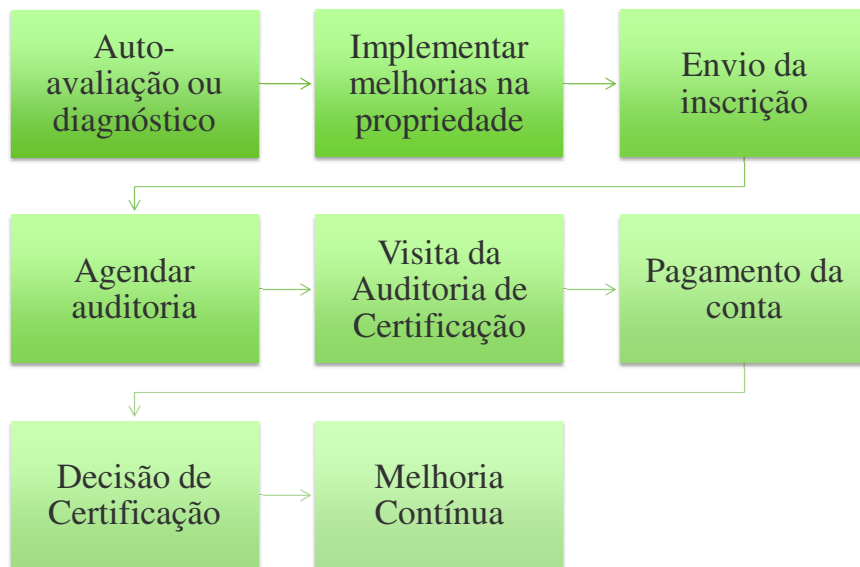 Auto-
avaliação ou
diagnóstico
Implementar
melhorias na
propriedade
Envio da
inscrição
Agendar
auditoria
Visita da
Auditoria de
Certificação
Pagamento da
conta
Decisão de
Certificação
Melhoria
Contínua